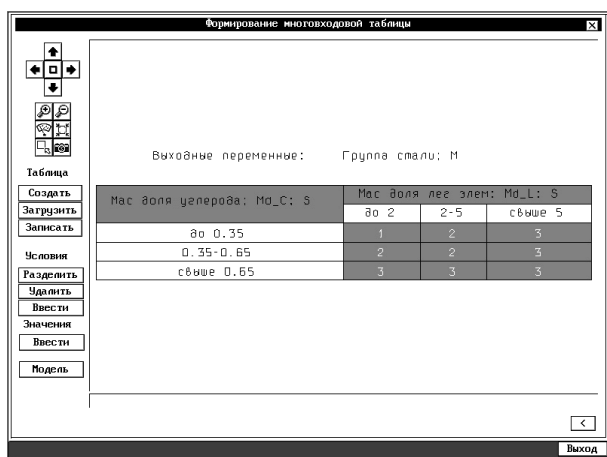 Формирование многовходовой таблицы
Выходные переменные: Группа стали; M
Таблица
Создать
Загрузить
Записать
Условия
Разделить
Удалить
Ввести
Значения
Ввести
Модель
Мас доля углерода; Md_C; S
Мас доля лег элем; Md_L; S
до 2 2-5 свыше 5
до 0.35 1 2 3
0.35-0.65 2 2 3
свыше 0.65 3 3 3
<
Выход